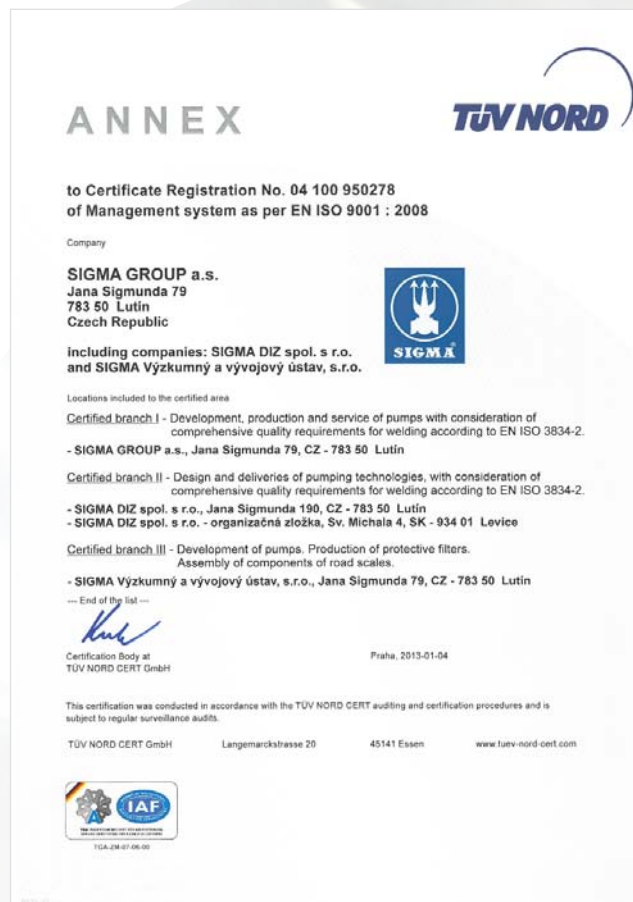 ANNEX
TÜV NORD
to Certificate Registration No. 04 100 950278
of Management system as per EN ISO 9001 : 2008
Company
SIGMA GROUP a.s.
Jana Sigmunda 79
783 50 Lutín
Czech Republic
SIGMA
including companies: SIGMA DIZ spol. s r.o.
and SIGMA Výzkumný a vývojový ústav, s.r.o.
Locations included to the certified area
Certified branch I - Development, production and service of pumps with consideration of
comprehensive quality requirements for welding according to EN ISO 3834-2.
- SIGMA GROUP a.s., Jana Sigmunda 79, CZ - 783 50 Lutín
Certified branch II - Design and deliveries of pumping technologies, with consideration of
comprehensive quality requirements for welding according to EN ISO 3834-2.
- SIGMA DIZ spol. s r.o., Jana Sigmunda 190, CZ - 783 50 Lutín
- SIGMA DIZ spol. s r.o. - organizačná zložka, Sv. Michala 4, SK - 934 01 Levice
Certified branch III - Development of pumps. Production of protective filters.
Assembly of components of road scales.
- SIGMA Výzkumný a vývojový ústav, s.r.o., Jana Sigmunda 79, CZ - 783 50 Lutín
--- End of the list ---
Certification Body at
TÜV NORD CERT GmbH
Praha, 2013-01-04
This certification was conducted in accordance with the TÜV NORD CERT auditing and certification procedures and is
subject to regular surveillance audits.
TÜV NORD CERT GmbH Langemarckstrasse 20 45141 Essen www.tuev-nord-cert.com
IAF
TGA-ZM-07-06-00